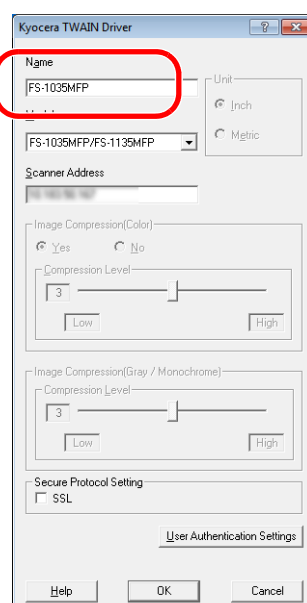 Kyocera TWAIN Driver
Name
FS-1035MFP
Unit
Inch
Metric
FS-1035MFP/FS-1135MFP
Scanner Address
Image Compression(Color)
Yes No
Compression Level
3
Low High
Image Compression(Gray / Monochrome)
Compression Level
3
Low High
Secure Protocol Setting
SSL
User Authentication Settings
Help OK Cancel